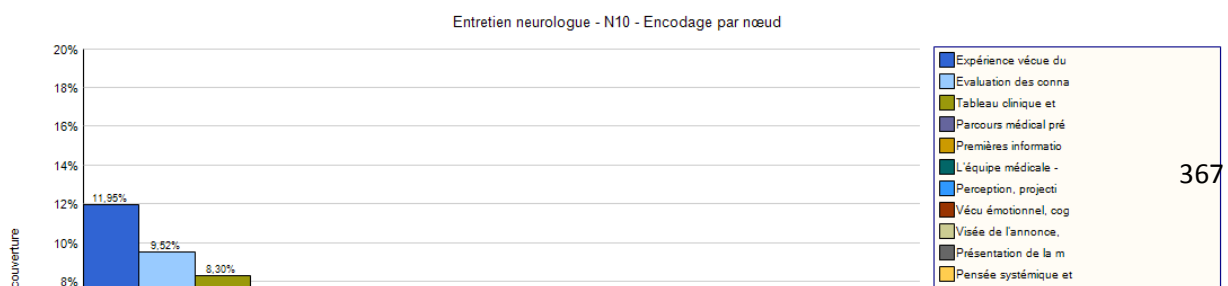 Entretien neurologue - N10 - Encodage par nœud
20%
18%
16%
14%
12%
10%
8%
couverture
11,95%
9,52%
8,30%
Expérience vécue du
Evaluation des conna
Tableau clinique et
Parcours médical pré
Premières informatio
L'équipe médicale -
Perception, projecti
Vécu émotionnel, cog
Visée de l'annonce,
Présentation de la m
Pensée systémique et
367